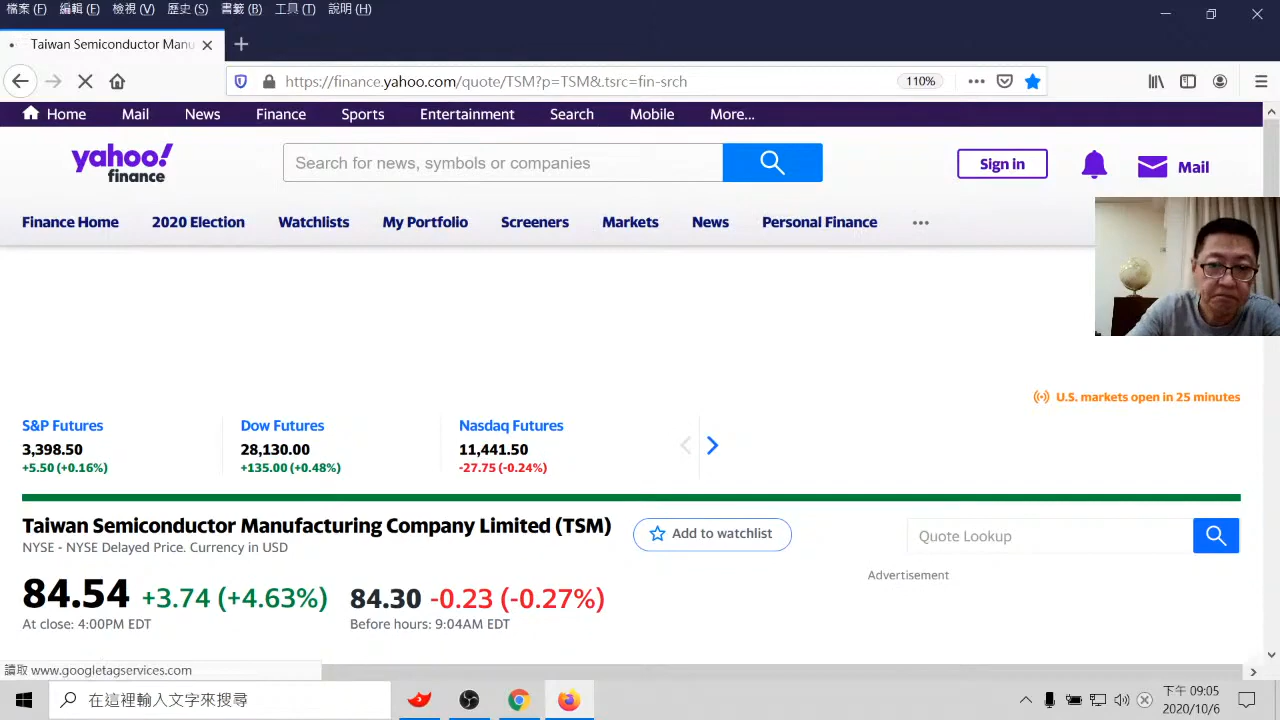 檔案(F) 編輯(E) 檢視(V) 歷史(S) 書籤(B) 工具(T) 說明(H)
Taiwan Semiconductor Manu
https://finance.yahoo.com/quote/TSM?p=TSM&.tsrc=fin-srch 110%
Home Mail News Finance Sports Entertainment Search Mobile More...
yahoo!
finance
Search for news, symbols or companies
Sign in
Mail
Finance Home 2020 Election Watchlists My Portfolio Screeners Markets News Personal Finance
U.S. markets open in 25 minutes
S&P Futures Dow Futures Nasdaq Futures
3,398.50 28,130.00 11,441.50
+5.50 (+0.16%) +135.00 (+0.48%) -27.75 (-0.24%)
Taiwan Semiconductor Manufacturing Company Limited (TSM)
Add to watchlist
Quote Lookup
NYSE - NYSE Delayed Price. Currency in USD
Advertisement
84.54 +3.74 (+4.63%) 84.30 -0.23 (-0.27%)
At close: 4:00PM EDT Before hours: 9:04AM EDT
讀取 www.googletagservices.com
在這裡輸入文字來搜尋
下午 09:05
2020/10/6